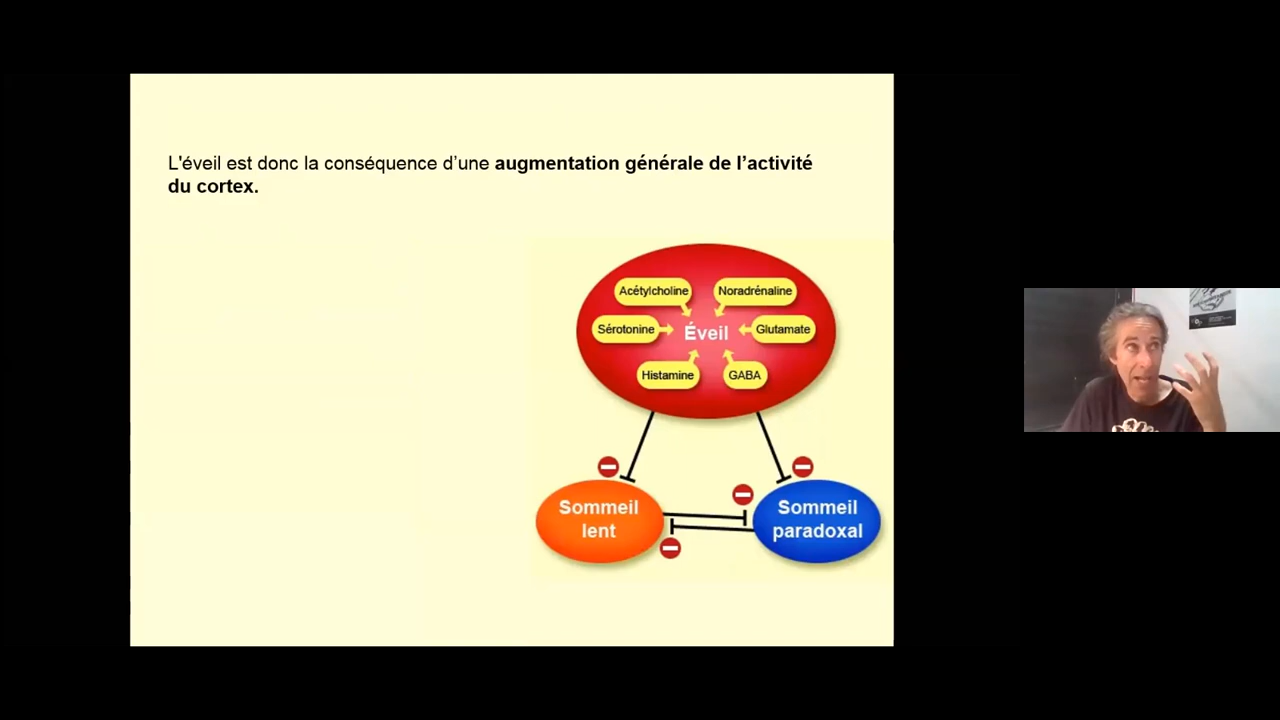 L'éveil est donc la conséquence d’une augmentation générale de l’activité
du cortex.
Acétylcholine
Noradrénaline
Sérotonine
Éveil
Glutamate
Histamine
GABA
Sommeil
lent
Sommeil
paradoxal